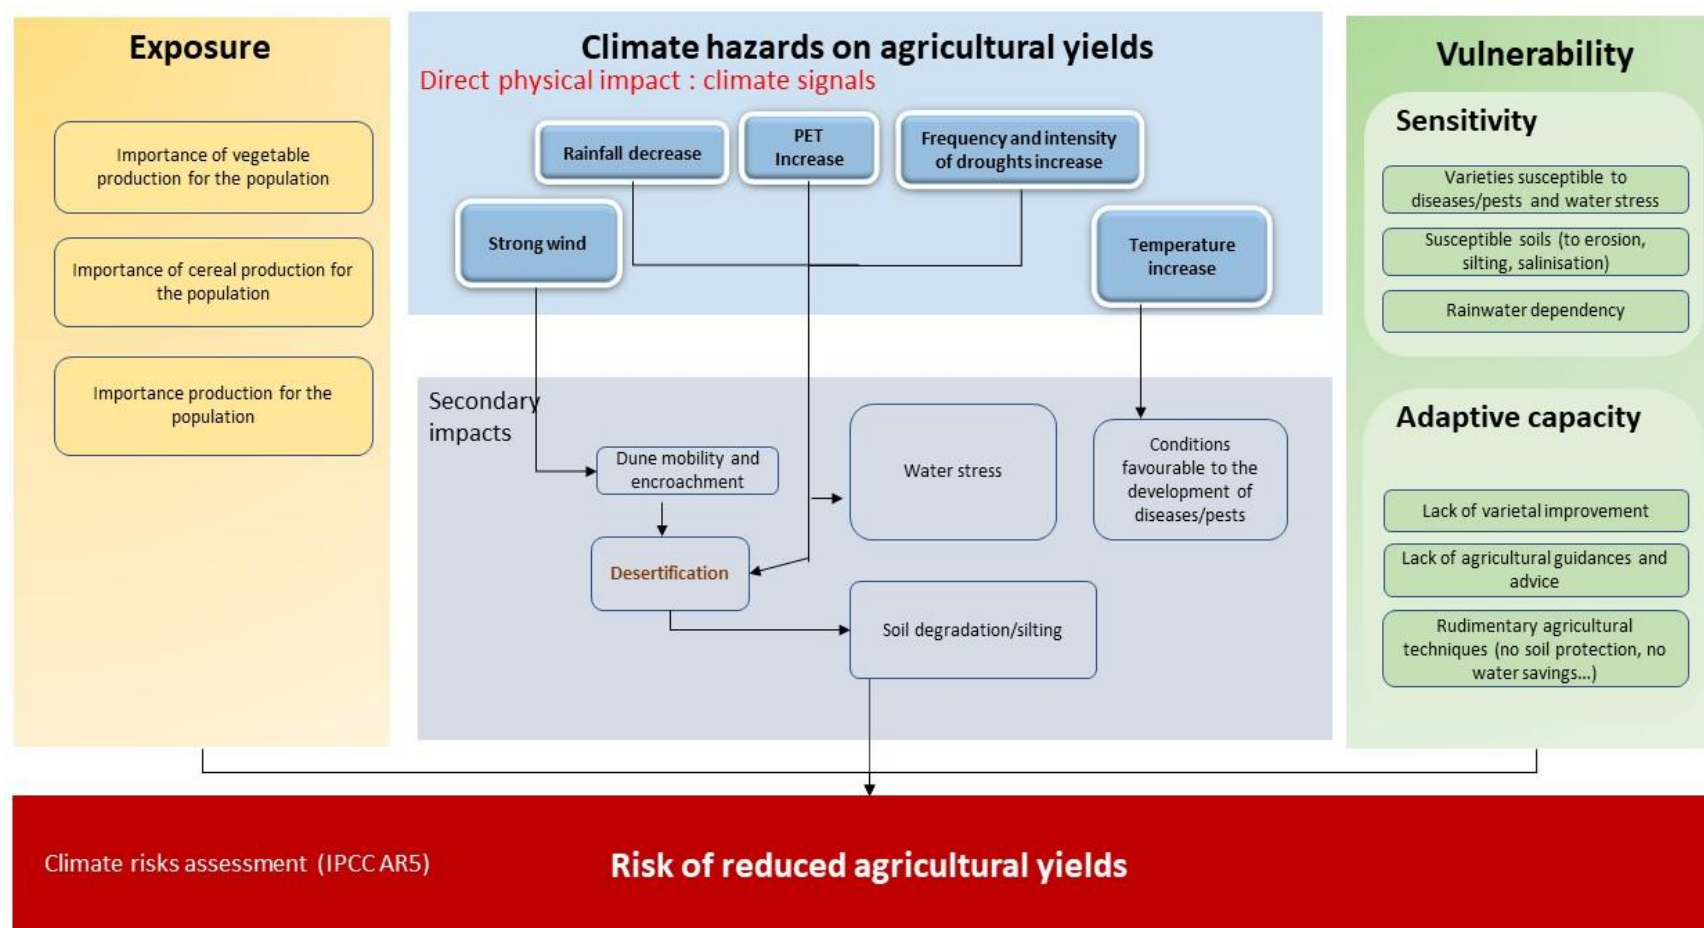 Exposure
Importance of vegetable
production for the population
Importance of cereal production for
the population
Importance production for the
population
Climate hazards on agricultural yields
Direct physical impact : climate signals
Rainfall decrease
PET
Increase
Frequency and intensity
of droughts increase
Strong wind
Temperature
increase
Secondary
impacts
Dune mobility and
encroachment
Water stress
Conditions
favourable to the
development of
diseases/pests
Desertification
Soil degradation/silting
Vulnerability
Sensitivity
Varieties susceptible to
diseases/pests and water stress
Susceptible soils (to erosion,
silting, salinisation)
Rainwater dependency
Adaptive capacity
Lack of varietal improvement
Lack of agricultural guidances and
advice
Rudimentary agricultural
techniques (no soil protection, no
water savings...)
Climate risks assessment (IPCC AR5)
Risk of reduced agricultural yields